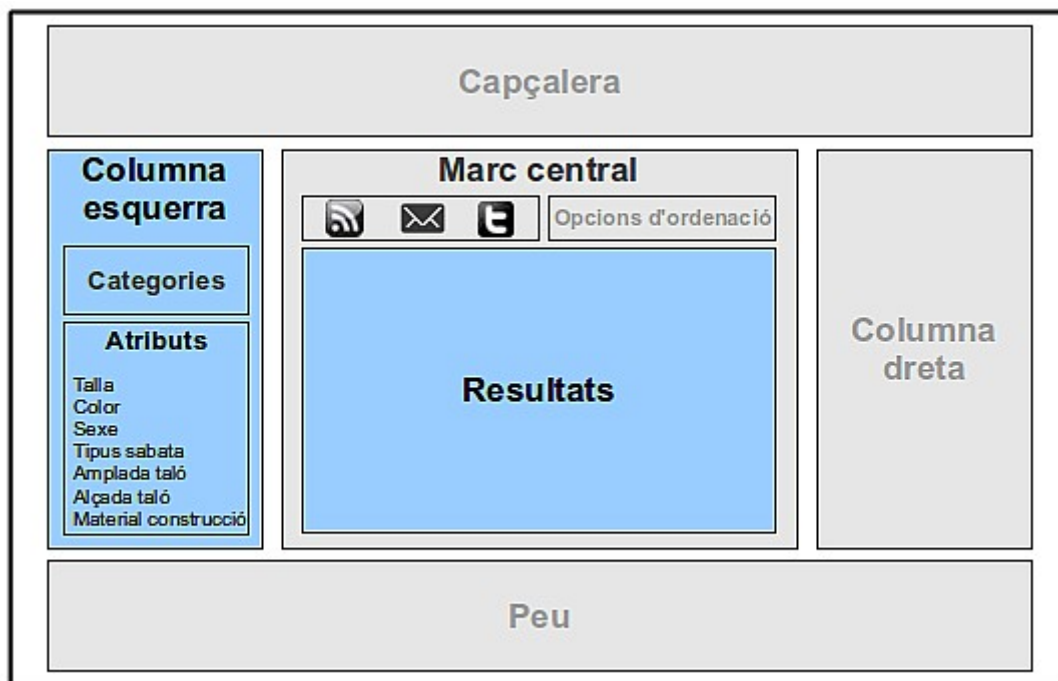 Capçalera
Columna
esquerra
Categories
Atributs
Talla
Color
Sexe
Tipus sabata
Amplada taló
Alçada taló
Material construcció
Marc central
Opcions d'ordenació
Resultats
Columna
dreta
Peu